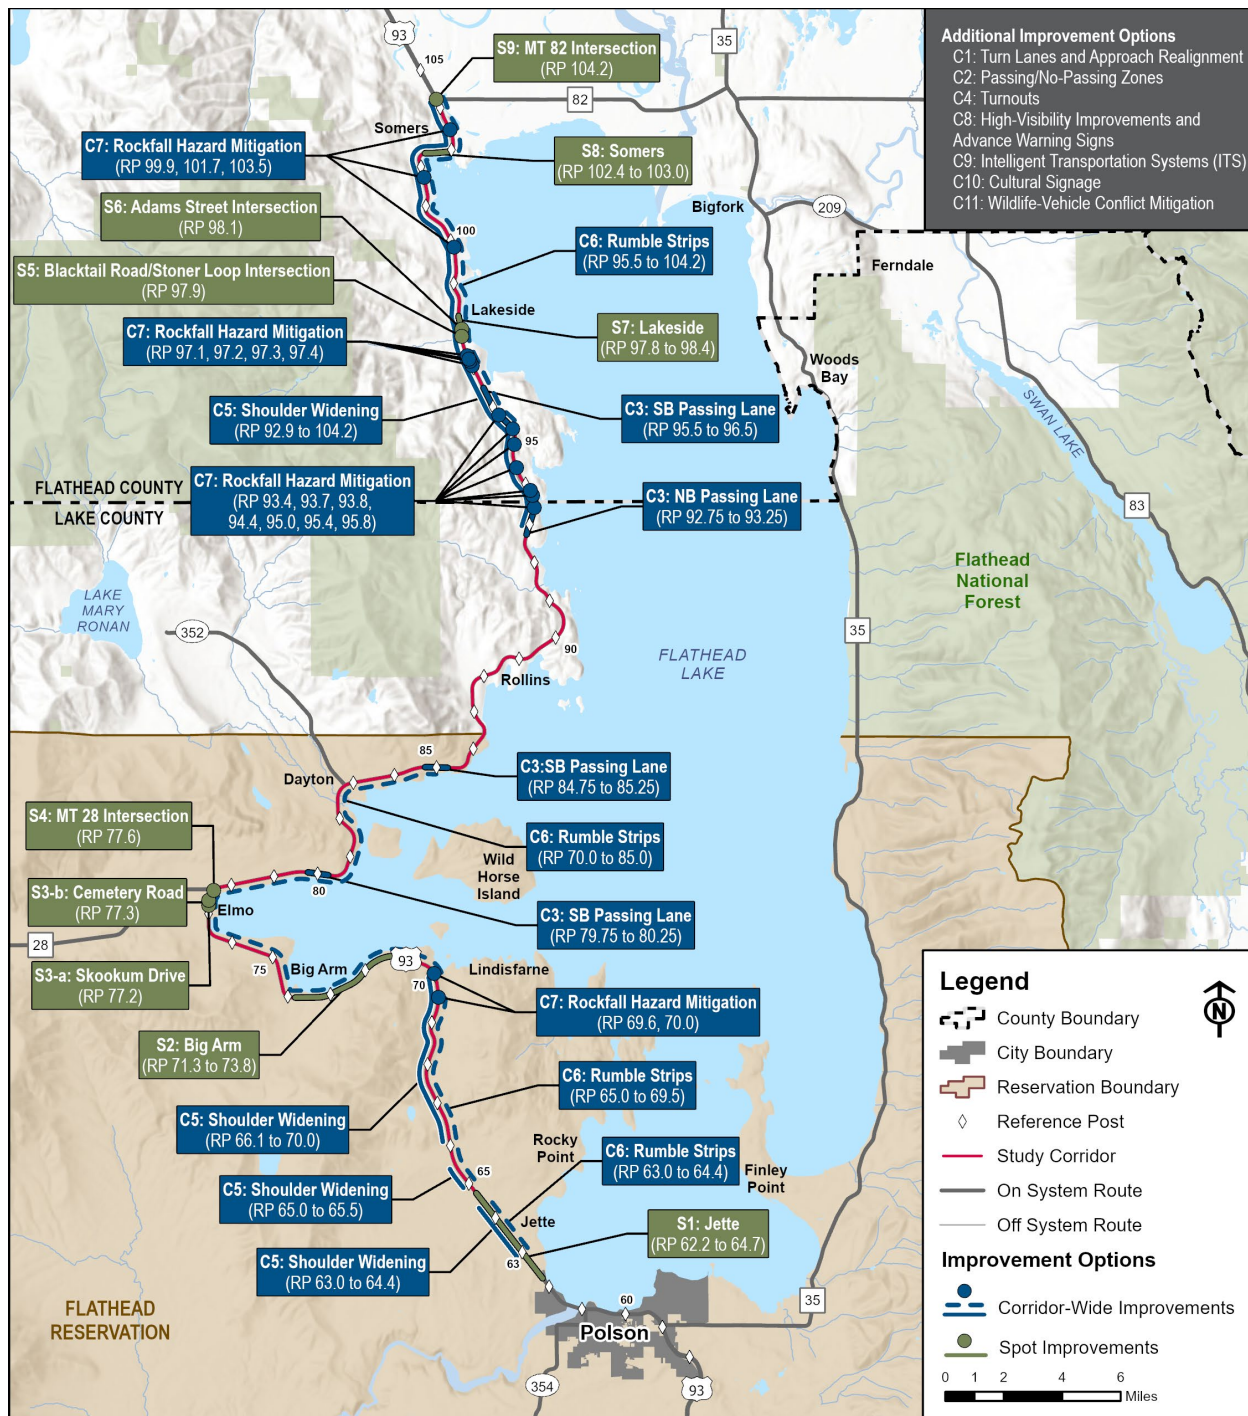 93
105
S9: MT 82 Intersection
(RP 104.2)
35
82
Additional Improvement Options
C1: Turn Lanes and Approach Realignment
C2: Passing/No-Passing Zones
C4: Turnouts
C8: High-Visibility Improvements and
Advance Warning Signs
C9: Intelligent Transportation Systems (ITS)
C10: Cultural Signage
C11: Wildlife-Vehicle Conflict Mitigation
Somers
C7: Rockfall Hazard Mitigation
(RP 99.9, 101.7, 103.5)
S8: Somers
(RP 102.4 to 103.0)
S6: Adams Street Intersection
(RP 98.1)
Bigfork
209
100
C6: Rumble Strips
(RP 95.5 to 104.2)
Ferndale
S5: Blacktail Road/Stoner Loop Intersection
(RP 97.9)
Lakeside
S7: Lakeside
(RP 97.8 to 98.4)
C7: Rockfall Hazard Mitigation
(RP 97.1, 97.2, 97.3, 97.4)
Woods
Bay
SWAN LAKE
C5: Shoulder Widening
(RP 92.9 to 104.2)
C3: SB Passing Lane
(RP 95.5 to 96.5)
95
C7: Rockfall Hazard Mitigation
(RP 93.4, 93.7, 93.8,
94.4, 95.0, 95.4, 95.8)
FLATHEAD COUNTY
LAKE COUNTY
C3: NB Passing Lane
(RP 92.75 to 93.25)
83
Flathead
National
Forest
LAKE
MARY
RONAN
352
35
90
FLATHEAD
LAKE
Rollins
85
Dayton
C3:SB Passing Lane
(RP 84.75 to 85.25)
S4: MT 28 Intersection
(RP 77.6)
C6: Rumble Strips
(RP 70.0 to 85.0)
Wild
Horse
Island
80
S3-b: Cemetery Road
(RP 77.3)
Elmo
C3: SB Passing Lane
(RP 79.75 to 80.25)
28
S3-a: Skookum Drive
(RP 77.2)
75
Big Arm
93
70
Lindisfarne
C7: Rockfall Hazard Mitigation
(RP 69.6, 70.0)
S2: Big Arm
(RP 71.3 to 73.8)
C6: Rumble Strips
(RP 65.0 to 69.5)
C5: Shoulder Widening
(RP 66.1 to 70.0)
Rocky
Point
C6: Rumble Strips
(RP 63.0 to 64.4)
Finley
Point
65
C5: Shoulder Widening
(RP 65.0 to 65.5)
Jette
S1: Jette
(RP 62.2 to 64.7)
C5: Shoulder Widening
(RP 63.0 to 64.4)
63
60
35
FLATHEAD
RESERVATION
Polson
354
93
Legend
N
County Boundary
City Boundary
Reservation Boundary
Reference Post
Study Corridor
On System Route
Off System Route
Improvement Options
Corridor-Wide Improvements
Spot Improvements
0 1 2 4 6
Miles